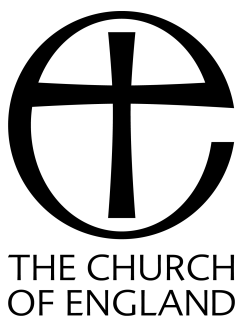 THE CHURCH
OF ENGLAND